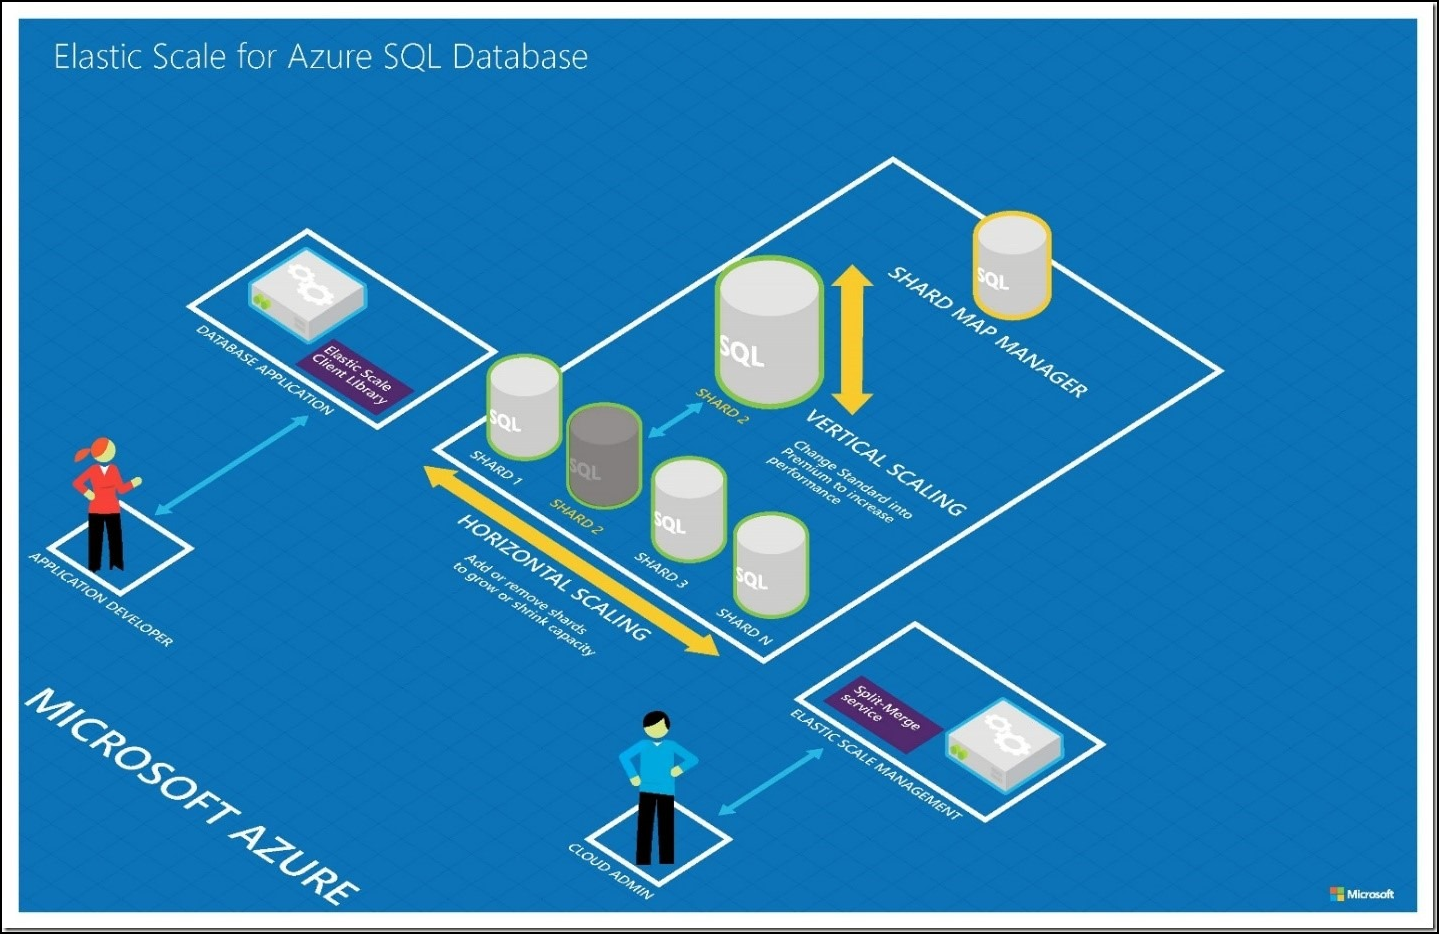 Elastic Scale for Azure SQL Database
SQL
SHARD MAP MANAGER
SQL
SHARD 2
VERTICAL SCALING
Change Standard into
Premium to increase
performance
DATABASE APPLICATION
Elastic Scale
Client Library
SQL
SHARD 1
SQL
SHARD 2
SQL
SHARD 3
SQL
SHARD N
HORIZONTAL SCALING
Add or remove shards
to grow or shrink capacity
APPLICATION DEVELOPER
Split-Merge
service
ELASTIC SCALE MANAGEMENT
CLOUD ADMIN
MICROSOFT AZURE
Microsoft